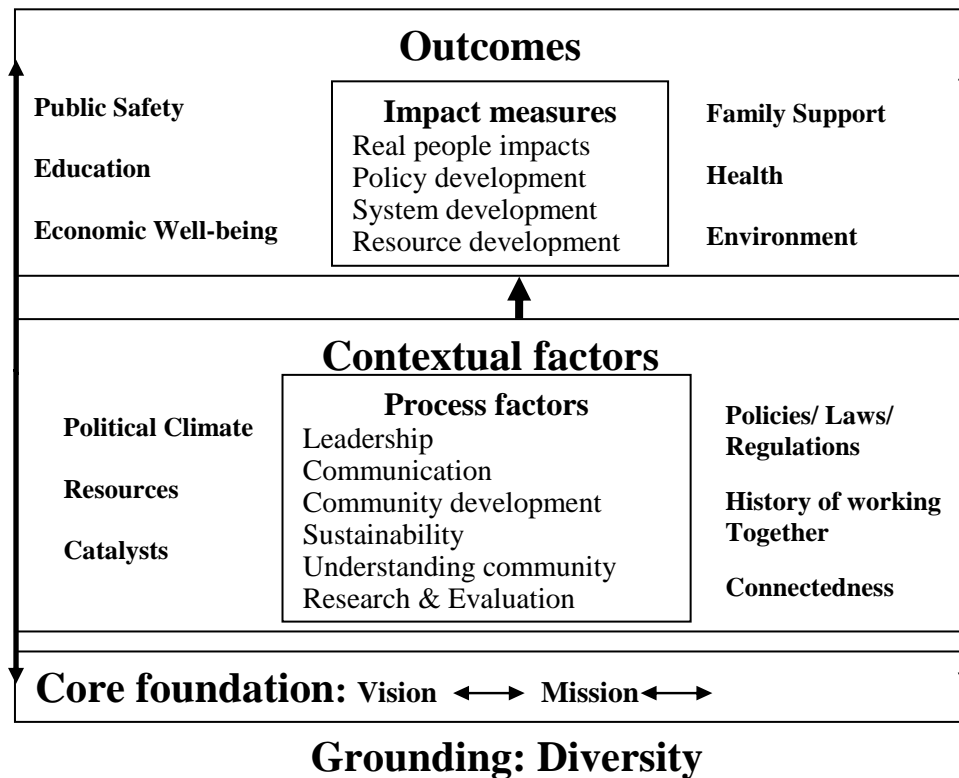 Outcomes
Public Safety
Education
Economic Well-being
Impact measures
Real people impacts
Policy development
System development
Resource development
Family Support
Health
Environment
Contextual factors
Political Climate
Resources
Catalysts
Process factors
Leadership
Communication
Community development
Sustainability
Understanding community
Research & Evaluation
Policies/ Laws/
Regulations
History of working
Together
Connectedness
Core foundation: Vision Mission
Grounding: Diversity